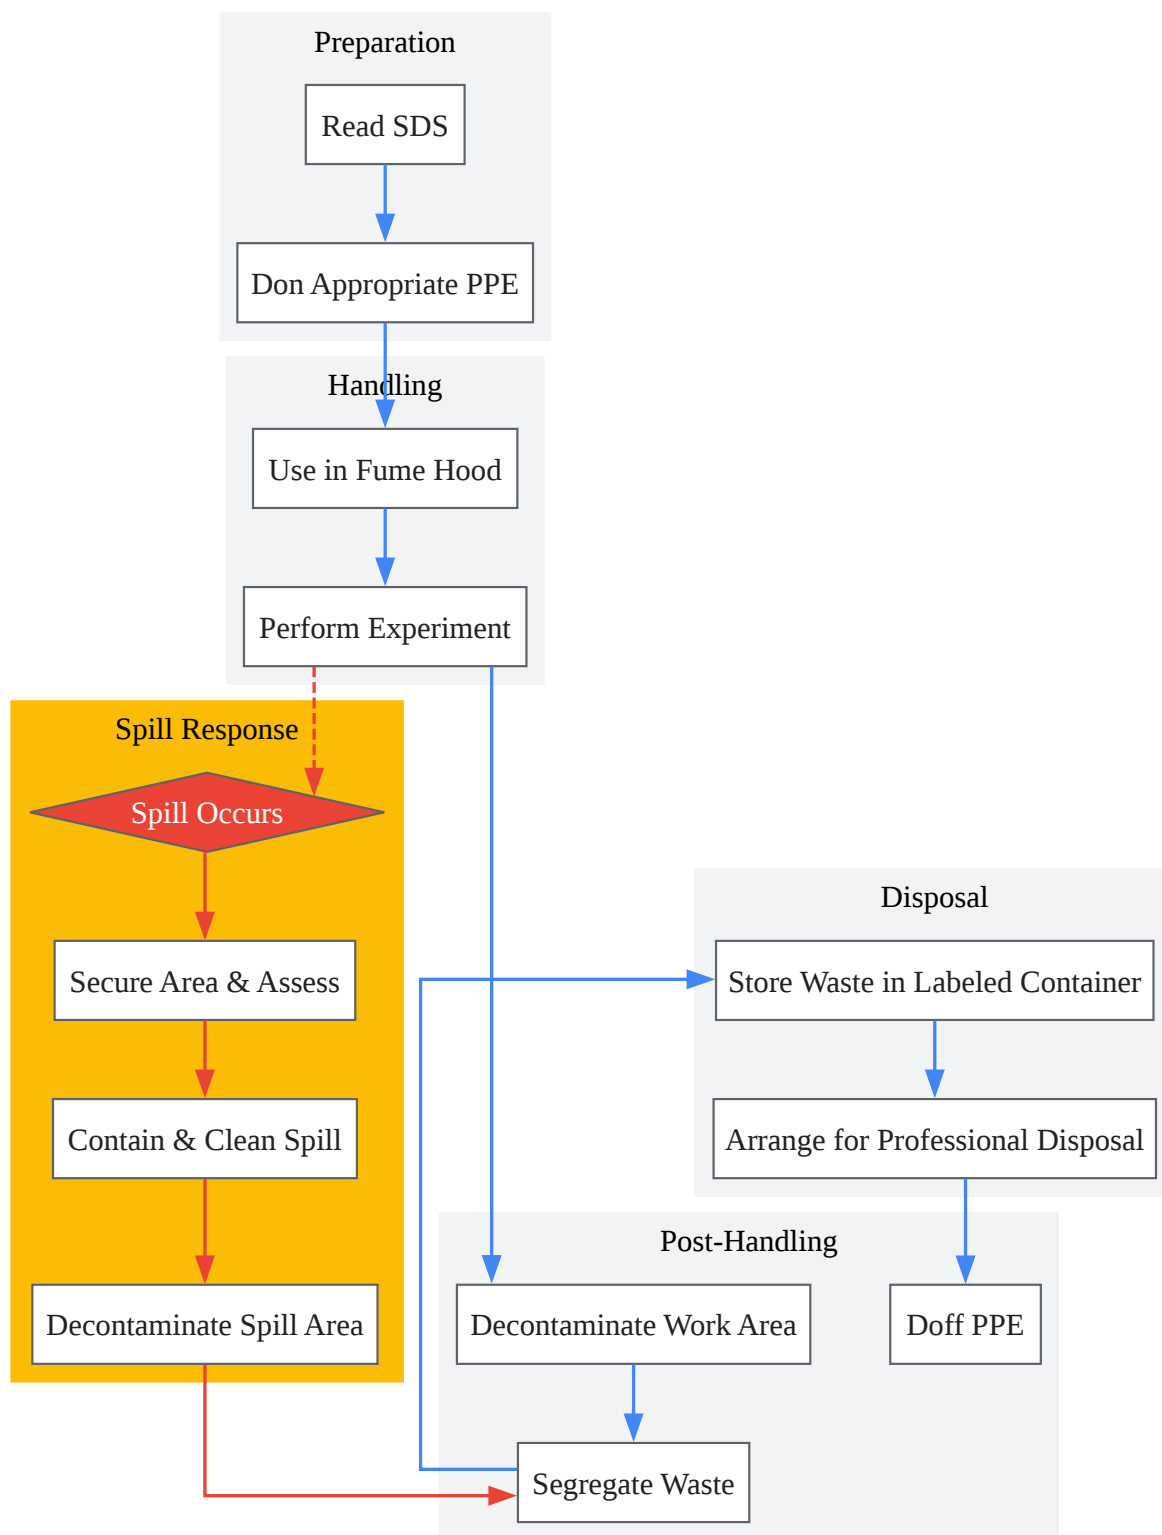 Preparation
Read SDS
Don Appropriate PPE
Handling
Use in Fume Hood
Perform Experiment
Spill Response
Spill Occurs
Secure Area & Assess
Contain & Clean Spill
Decontaminate Spill Area
Disposal
Store Waste in Labeled Container
Arrange for Professional Disposal
Post-Handling
Decontaminate Work Area
Doff PPE
Segregate Waste